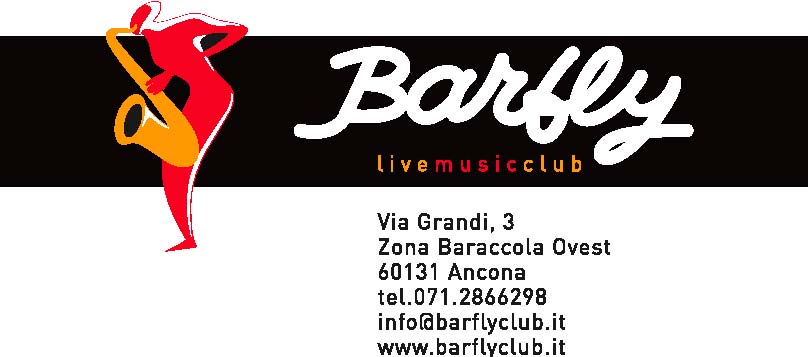 Barfly
livemusicclub
Via Grandi, 3
Zona Baraccola Ovest
60131 Ancona
tel.071.2866298
info@barflyclub.it
www.barflyclub.it